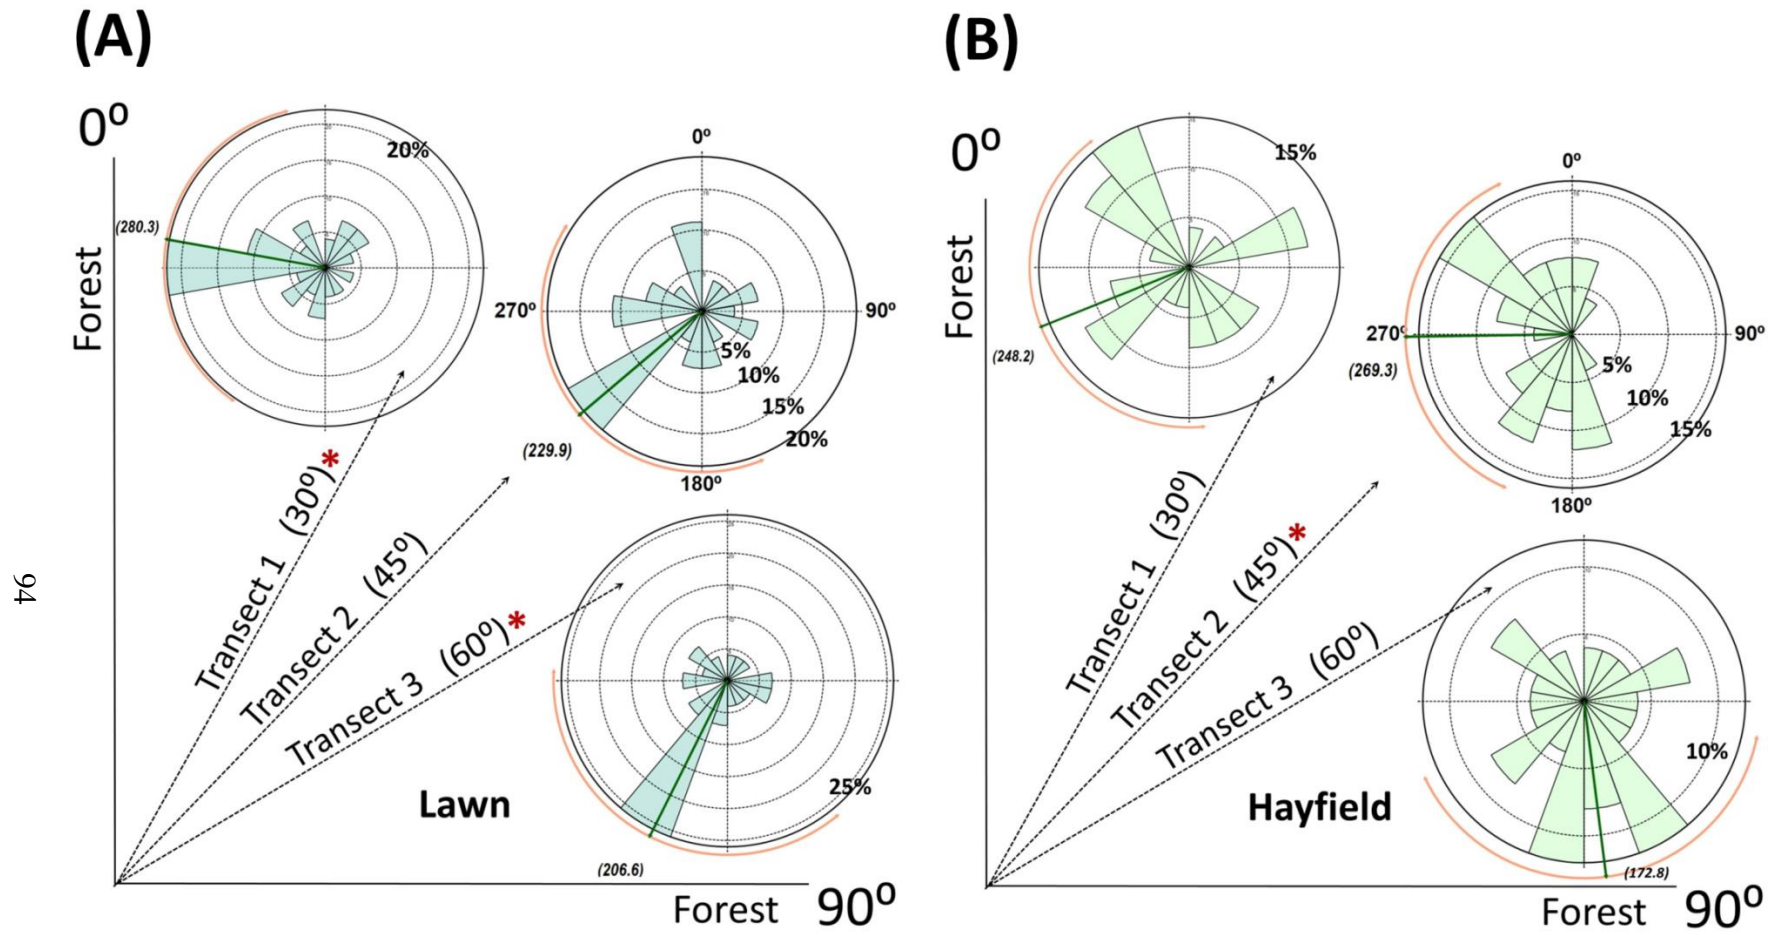 (A)
0º
Forest
20%
(280.3)
0º
270º
90º
5%
10%
15%
20%
(229.9)
180º
Transect 1 (30º)*
Transect 2 (45º)
Transect 3 (60º)*
25%
(206.6)
Lawn
Forest 90º
(B)
0º
Forest
15%
(248.2)
0º
270º
90º
(269.3)
5%
10%
15%
180º
Transect 1 (30º)
Transect 2 (45º)*
Transect 3 (60º)
10%
(172.8)
Hayfield
Forest 90º
94